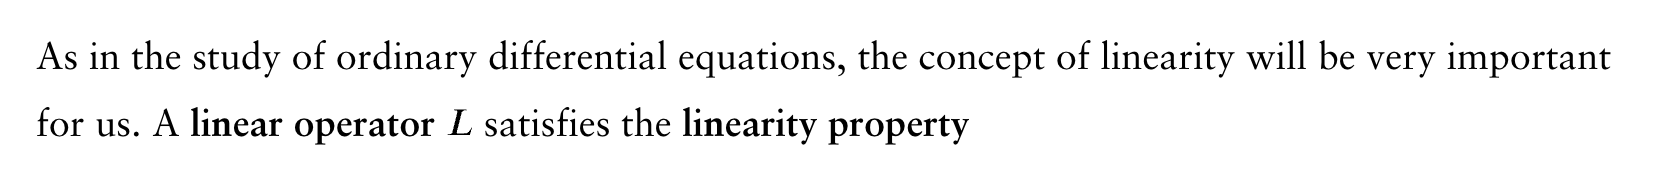 As in the study of ordinary differential equations, the concept of linearity will be very important
for us. A linear operator L satisfies the linearity property